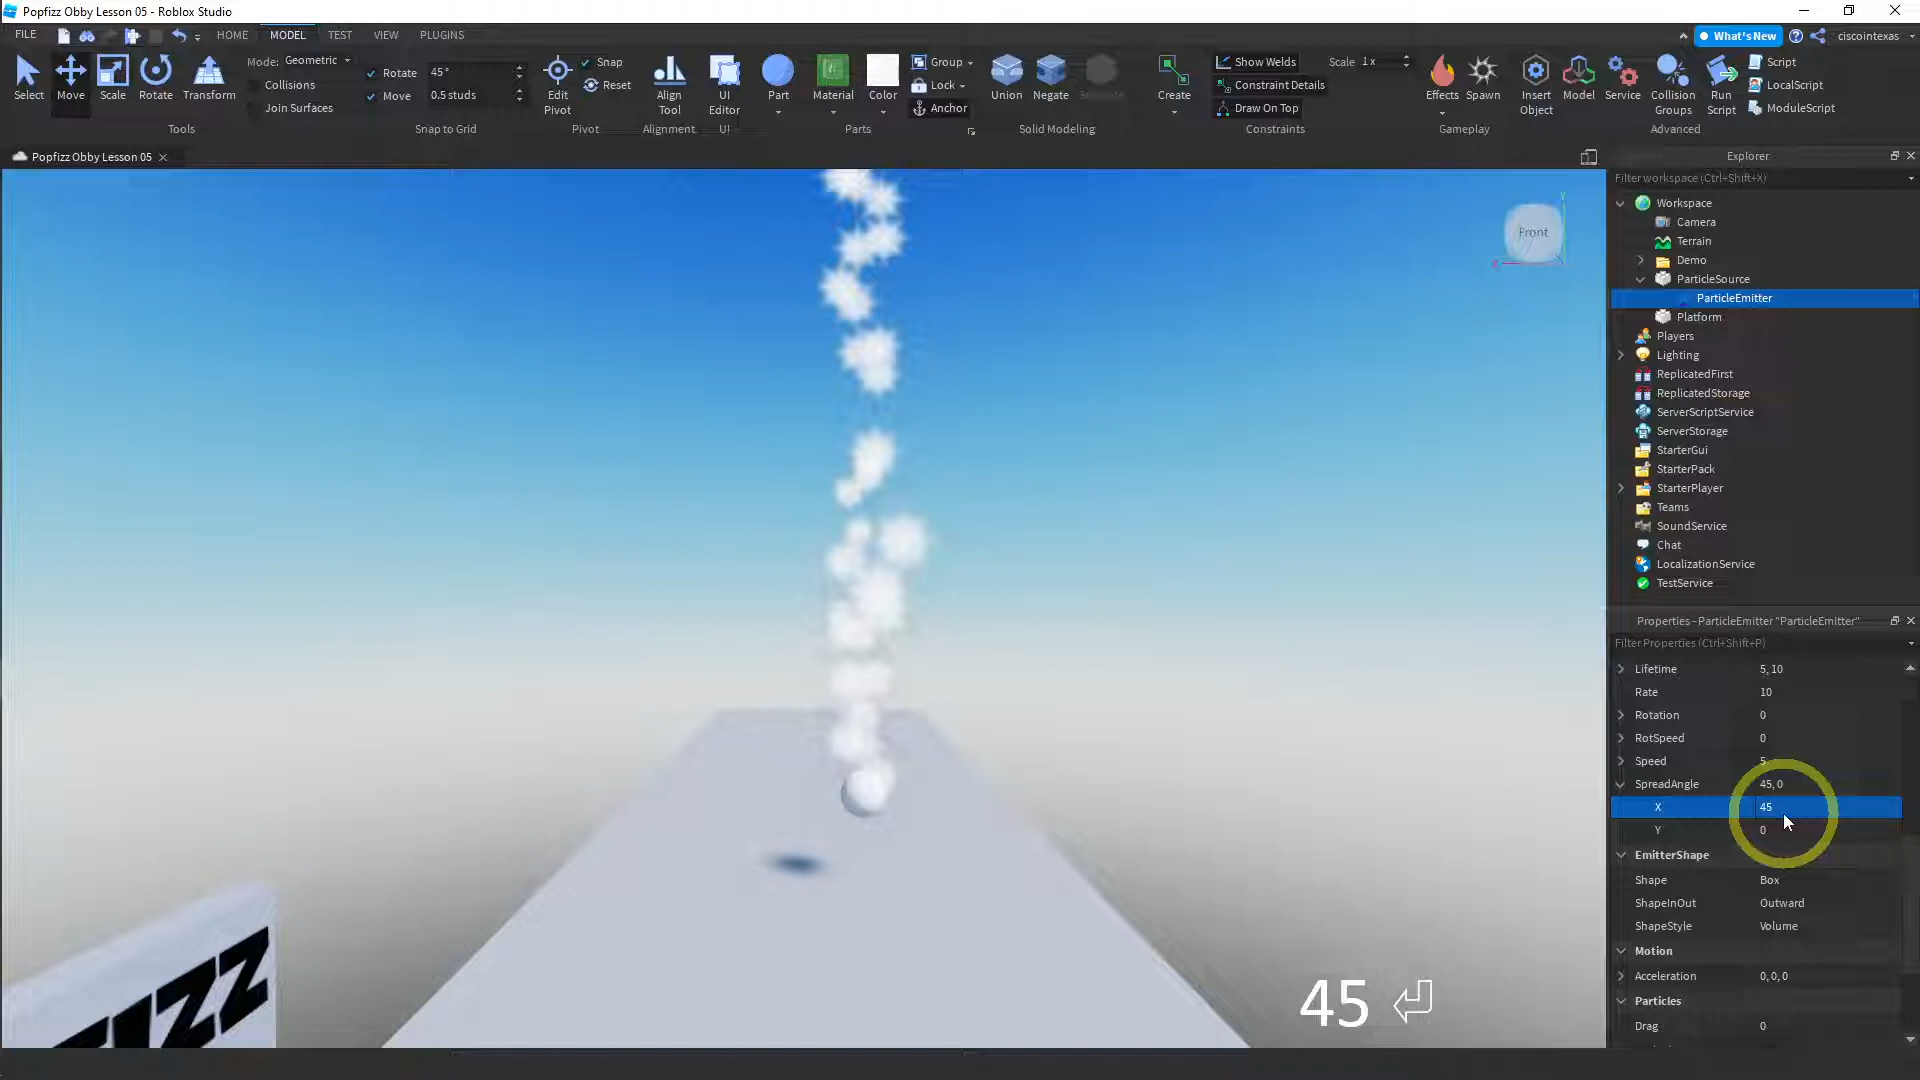 Popfizz Obby Lesson 05 - Roblox Studio
FILE HOME MODEL TEST VIEW PLUGINS What's New ciscointexas
Select Move Scale Rotate Transform
Mode: Geometric
Collisions
Join Surfaces
Tools
Rotate 45°
Move 0.5 studs
Snap to Grid
Edit Pivot
Snap
Reset
Pivot
Align Tool
Alignment
UI Editor
UI
Part Material Color
Group
Lock
Anchor
Parts
Union Negate
Solid Modeling
Create
Show Welds
Constraint Details
Draw On Top
Scale 1x
Constraints
Effects Spawn
Gameplay
Insert Object
Model Service
Collision Groups
Run Script
Script
LocalScript
ModuleScript
Advanced
Popfizz Obby Lesson 05
Front
FIZZ
45
Explorer
Filter workspace (Ctrl+Shift+X)
Workspace
Camera
Terrain
Demo
ParticleSource
ParticleEmitter
Platform
Players
Lighting
ReplicatedFirst
ReplicatedStorage
ServerScriptService
ServerStorage
StarterGui
StarterPack
StarterPlayer
Teams
SoundService
Chat
LocalizationService
TestService
Properties - ParticleEmitter "ParticleEmitter"
Filter Properties (Ctrl+Shift+P)
Lifetime 5, 10
Rate 10
Rotation 0
RotSpeed 0
Speed 5
SpreadAngle 45, 0
X 45
Y 0
EmitterShape
Shape Box
ShapeInOut Outward
ShapeStyle Volume
Motion
Acceleration 0, 0, 0
Particles
Drag 0